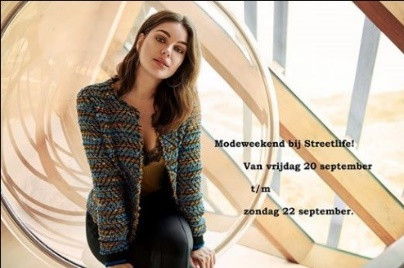 Modeweekend bij Streetlife!
Van vrijdag 20 september
t/m
zondag 22 september.